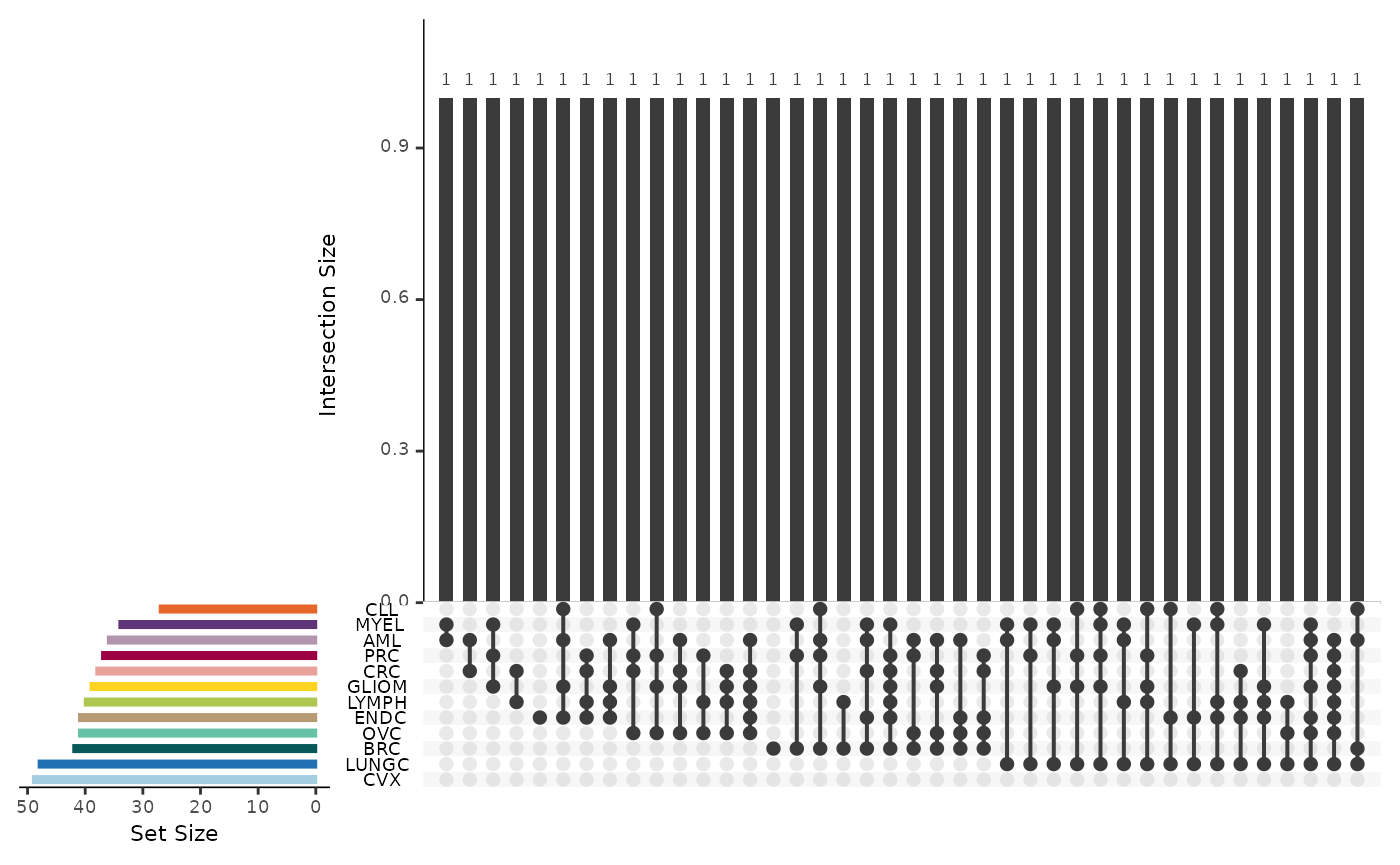 1 1 1 1 1 1 1 1 1 1 1 1 1 1 1 1 1 1 1 1 1 1 1 1 1 1 1 1 1 1 1 1 1 1 1 1 1 1 1 1
0.9
0.6
0.3
0.0
Intersection Size
CLL
MYEL
AML
PRC
CRC
GLIOM
LYMPH
ENDC
OVC
BRC
LUNGC
CVX
50 40 30 20 10 0
Set Size